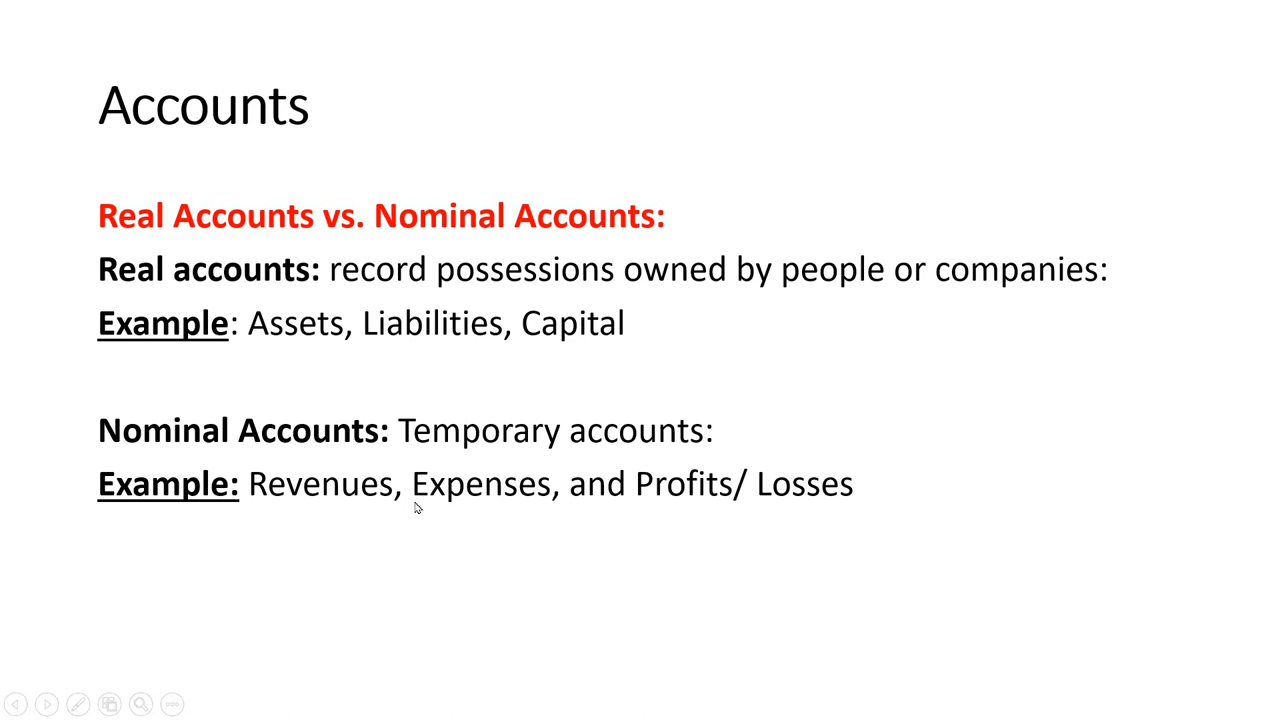 Accounts
Real Accounts vs. Nominal Accounts:
Real accounts: record possessions owned by people or companies:
Example: Assets, Liabilities, Capital
Nominal Accounts: Temporary accounts:
Example: Revenues, Expenses, and Profits/ Losses